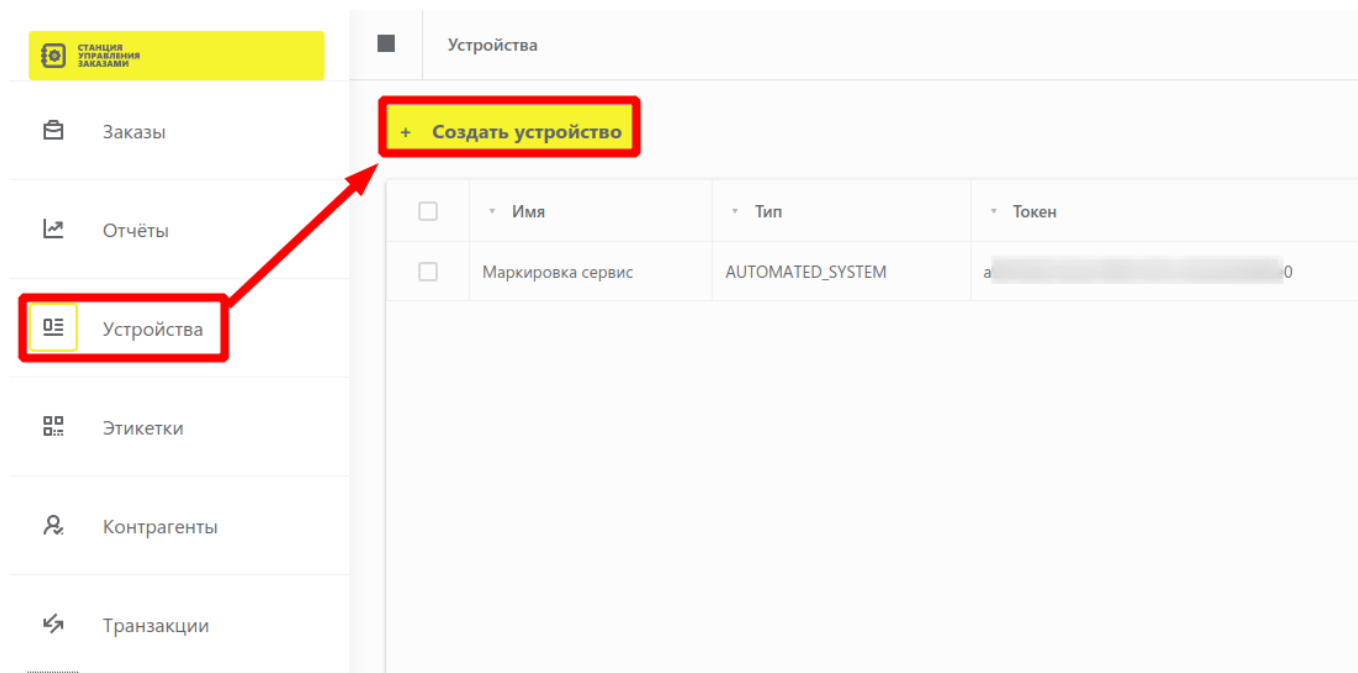 СТАНЦИЯ
УПРАВЛЕНИЯ
ЗАКАЗАМИ
Заказы
Отчёты
Устройства
Этикетки
Контрагенты
Транзакции
Устройства
+ Создать устройство
Имя Тип Токен
Маркировка сервис AUTOMATED_SYSTEM